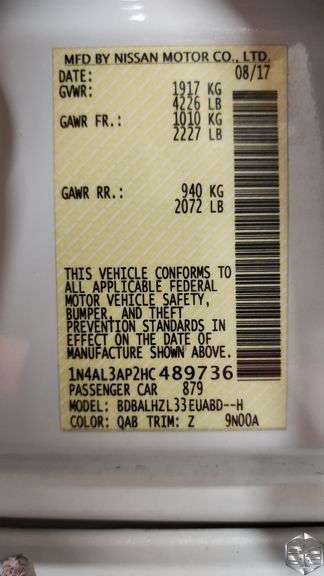 MFD BY NISSAN MOTOR CO., LTD.
DATE: 08/17
GVWR: 1917 KG
4226 LB
GAWR FR.: 1010 KG
2227 LB
GAWR RR.: 940 KG
2072 LB
THIS VEHICLE CONFORMS TO
ALL APPLICABLE FEDERAL
MOTOR VEHICLE SAFETY,
BUMPER, AND THEFT
PREVENTION STANDARDS IN
EFFECT ON THE DATE OF
MANUFACTURE SHOWN ABOVE.
1N4AL3AP2HC489736
PASSENGER CAR 879
MODEL: BDBALHZL33EUABD--H
COLOR: QAB TRIM: Z 9N00A